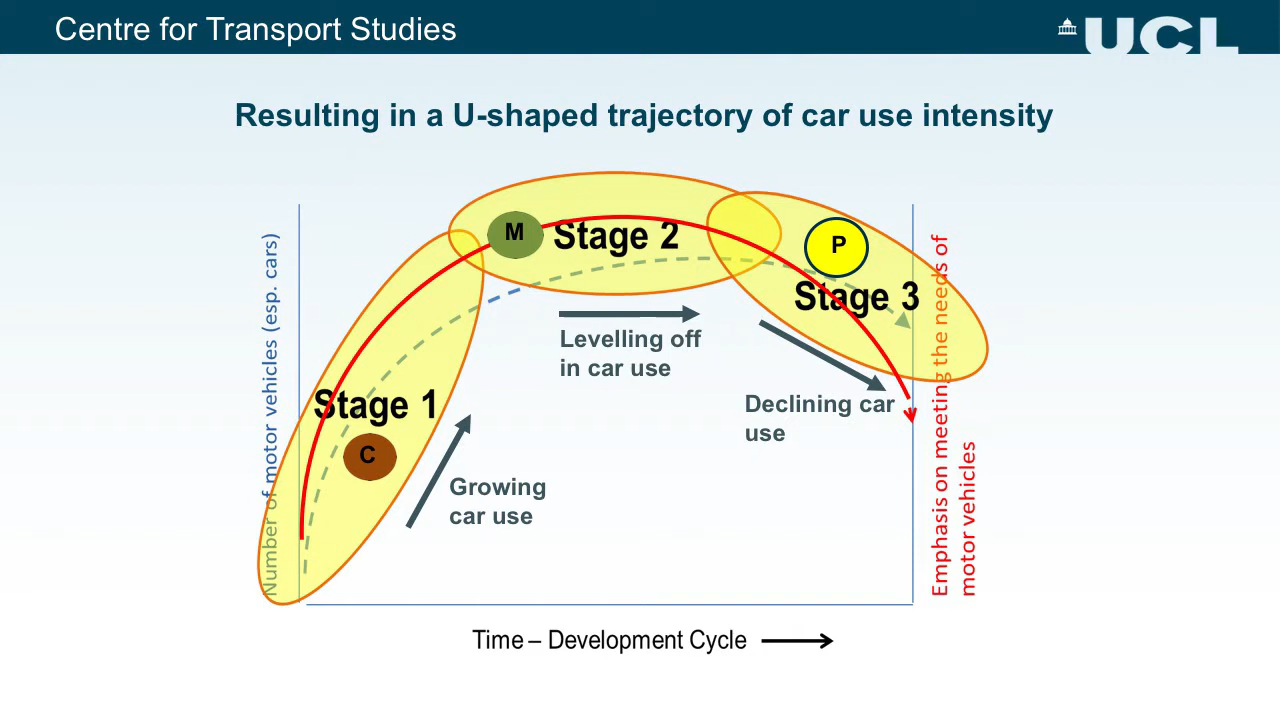 Centre for Transport Studies
UCL
Resulting in a U-shaped trajectory of car use intensity
Number of motor vehicles (esp. cars)
M
Stage 2
P
Stage 3
Levelling off
in car use
Declining car
use
Stage 1
C
Growing
car use
Emphasis on meeting the needs of
motor vehicles
Time – Development Cycle